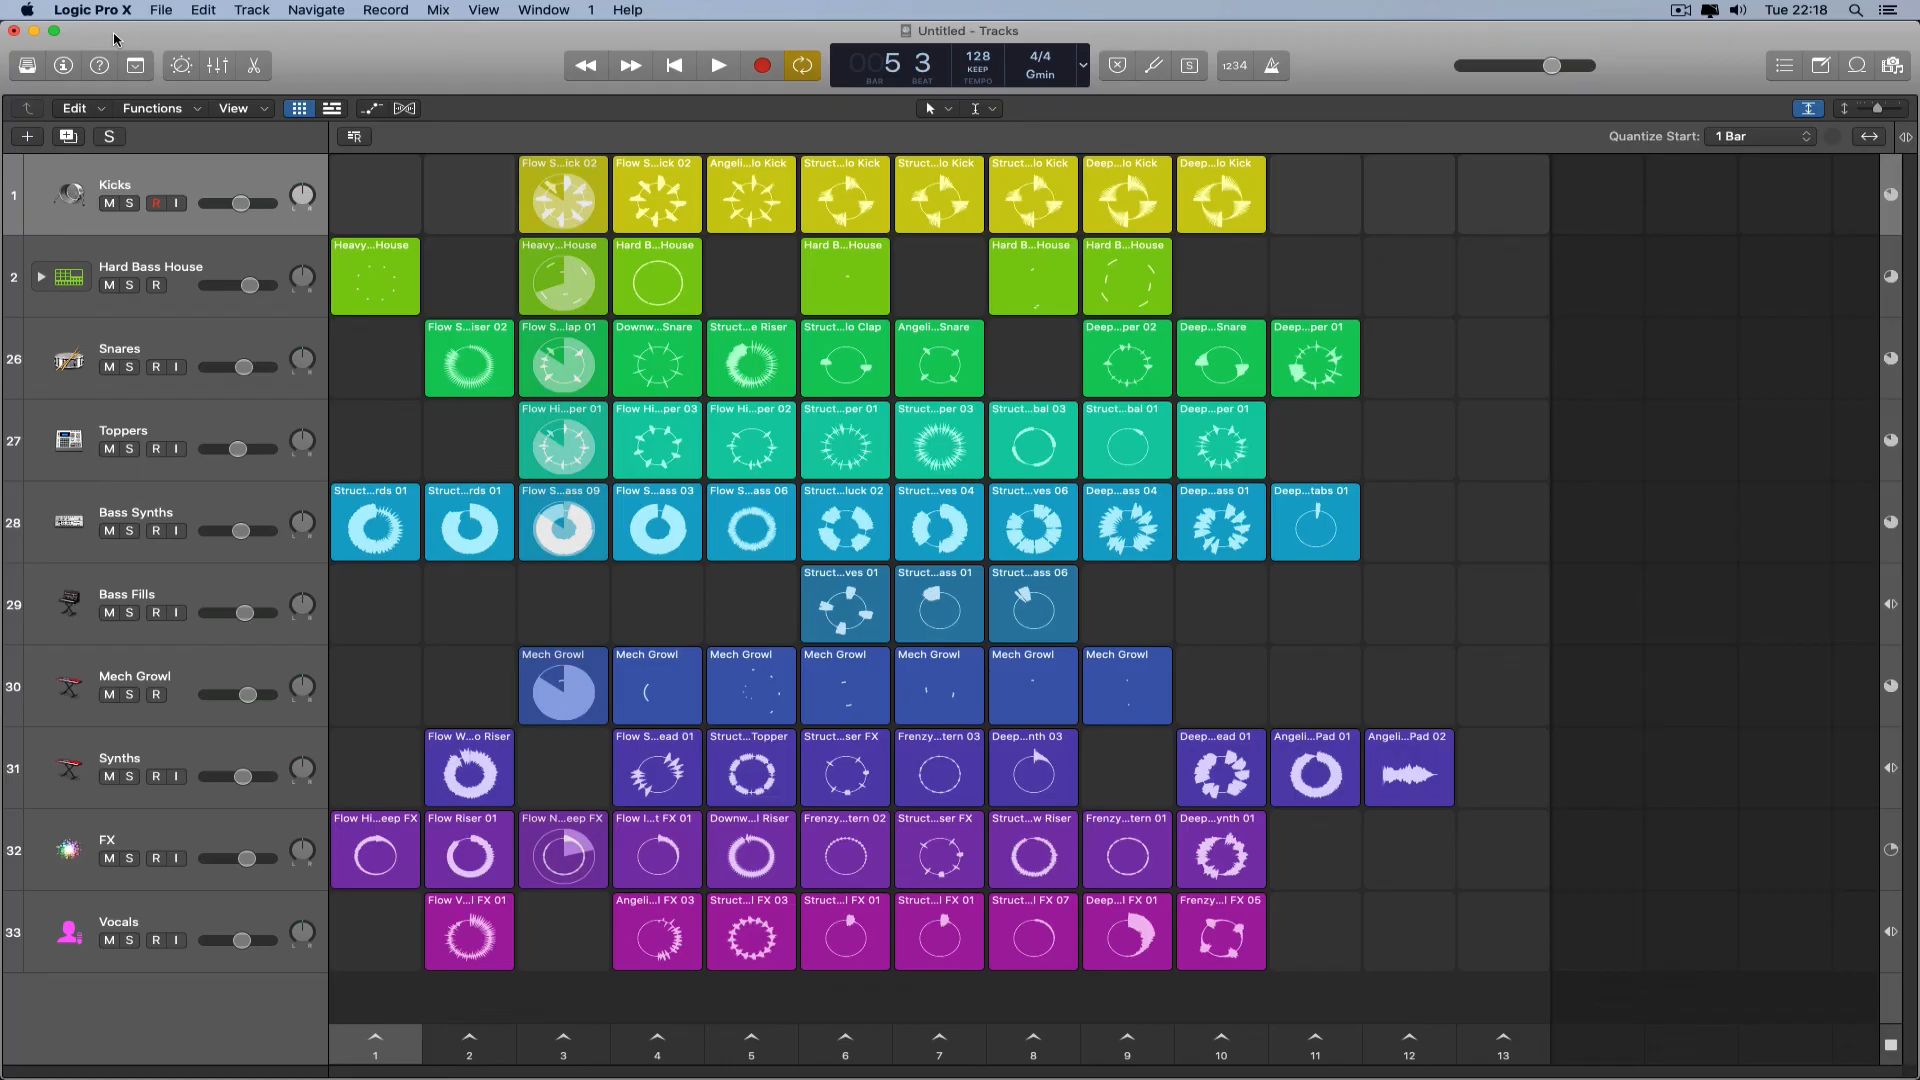 Logic Pro X File Edit Track Navigate Record Mix View Window 1 Help Tue 22:18
Untitled - Tracks
005 3 128 4/4
KEEP Gmin
BAR BEAT TEMPO
S 1234
Edit Functions View
S Quantize Start: 1 Bar
1 Kicks
M S R I L R
Flow S...ick 02 Flow S...ick 02 Angeli...lo Kick Struct...lo Kick Struct...lo Kick Struct...lo Kick Deep...lo Kick Deep...lo Kick
2 Hard Bass House
M S R L R
Heavy...House Heavy...House Hard B...House Hard B...House Hard B...House Hard B...House
26 Snares
M S R I L R
Flow S...iser 02 Flow S...lap 01 Downw...Snare Struct...e Riser Struct...lo Clap Angeli...Snare Deep...per 02 Deep...Snare Deep...per 01
27 Toppers
M S R I L R
Flow Hi...per 01 Flow Hi...per 03 Flow Hi...per 02 Struct...per 01 Struct...per 03 Struct...bal 03 Struct...bal 01 Deep...per 01
28 Bass Synths
M S R I L R
Struct...rds 01 Struct...rds 01 Flow S...ass 09 Flow S...ass 03 Flow S...ass 06 Struct...luck 02 Struct...ves 04 Struct...ves 06 Deep...ass 04 Deep...ass 01 Deep...tabs 01
29 Bass Fills
M S R I L R
Struct...ves 01 Struct...ass 01 Struct...ass 06
30 Mech Growl
M S R L R
Mech Growl Mech Growl Mech Growl Mech Growl Mech Growl Mech Growl Mech Growl
31 Synths
M S R I L R
Flow W...o Riser Flow S...ead 01 Struct...Topper Struct...ser FX Frenzy...tern 03 Deep...nth 03 Deep...ead 01 Angeli...Pad 01 Angeli...Pad 02
32 FX
M S R I L R
Flow Hi...eep FX Flow Riser 01 Flow N...eep FX Flow I...t FX 01 Downw...l Riser Frenzy...tern 02 Struct...ser FX Struct...w Riser Frenzy...tern 01 Deep...ynth 01
33 Vocals
M S R I L R
Flow V...l FX 01 Angeli...l FX 03 Struct...l FX 03 Struct...l FX 01 Struct...l FX 01 Struct...l FX 07 Deep...l FX 01 Frenzy...l FX 05
1 2 3 4 5 6 7 8 9 10 11 12 13